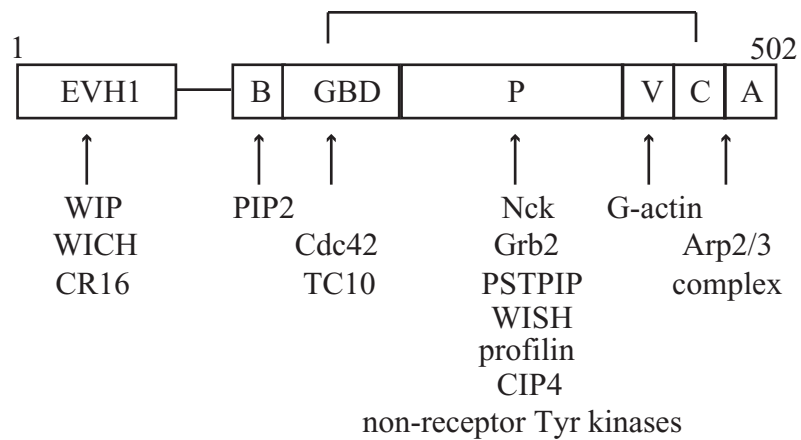 1 502
EVH1 B GBD P V C A
WIP PIP2 Nck G-actin
WICH Cdc42 Grb2 Arp2/3
CR16 TC10 PSTPIP complex
WISH
profilin
CIP4
non-receptor Tyr kinases